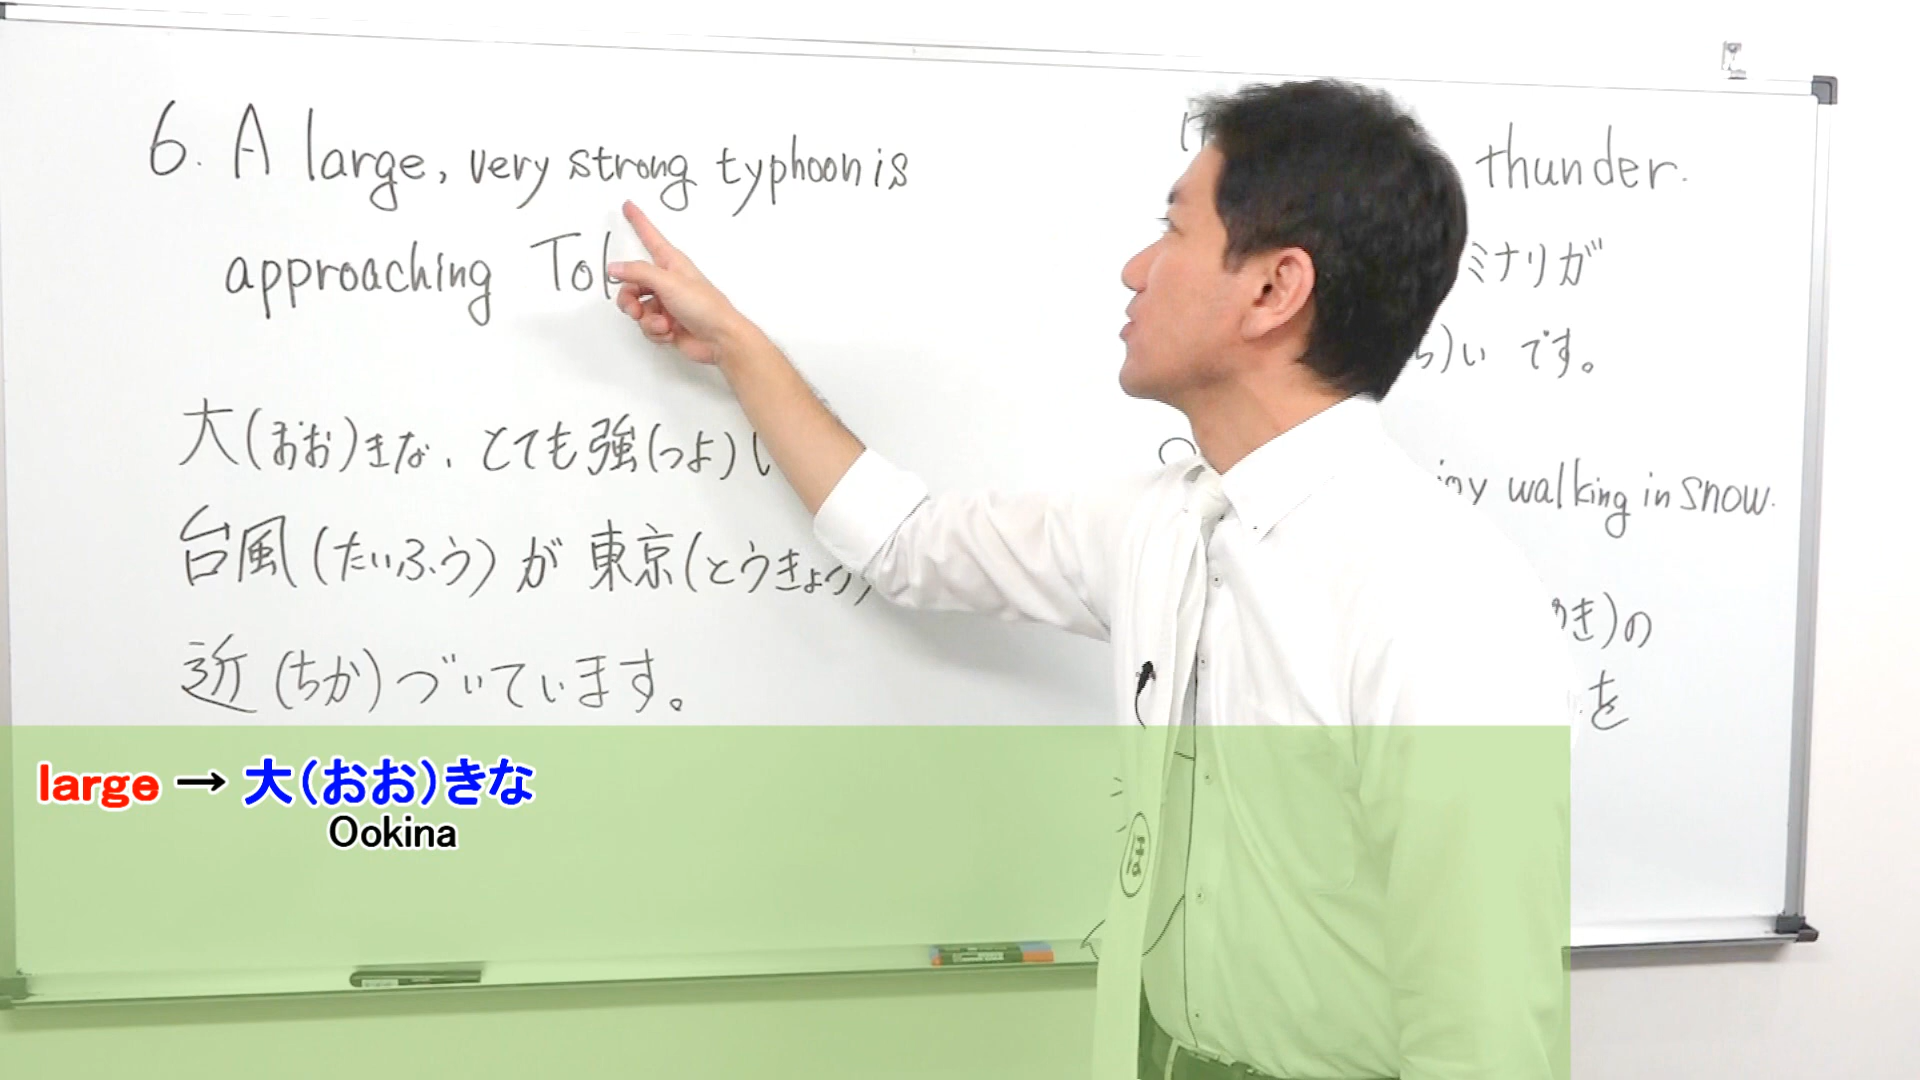 6. A large, very strong typhoon is
approaching
大(おお)きな、とても強(つよ)い
台風(たいふう)が 東京(とうきょう)
近(ちか)づいています。
thunder.
ミナリガ
)い です。
walking in snow.
き)の
を
large → 大(おお)きな
Ookina